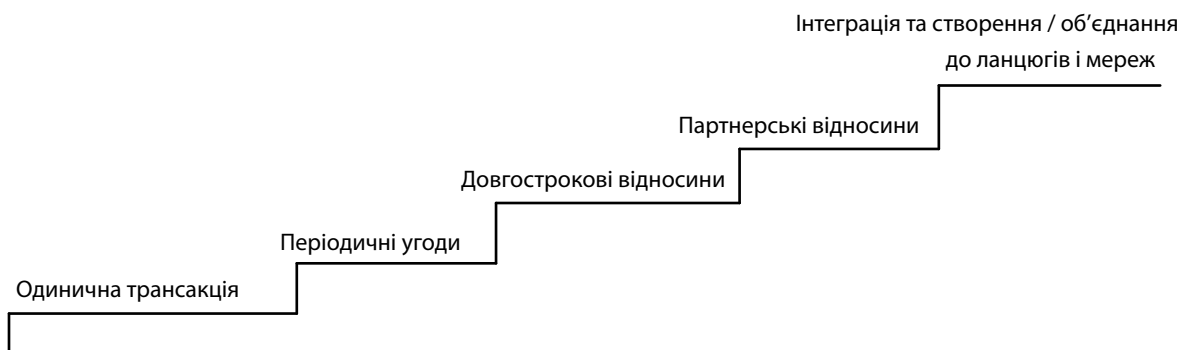 Інтеграція та створення / об’єднання
до ланцюгів і мереж
Партнерські відносини
Довгострокові відносини
Періодичні угоди
Одинична трансакція